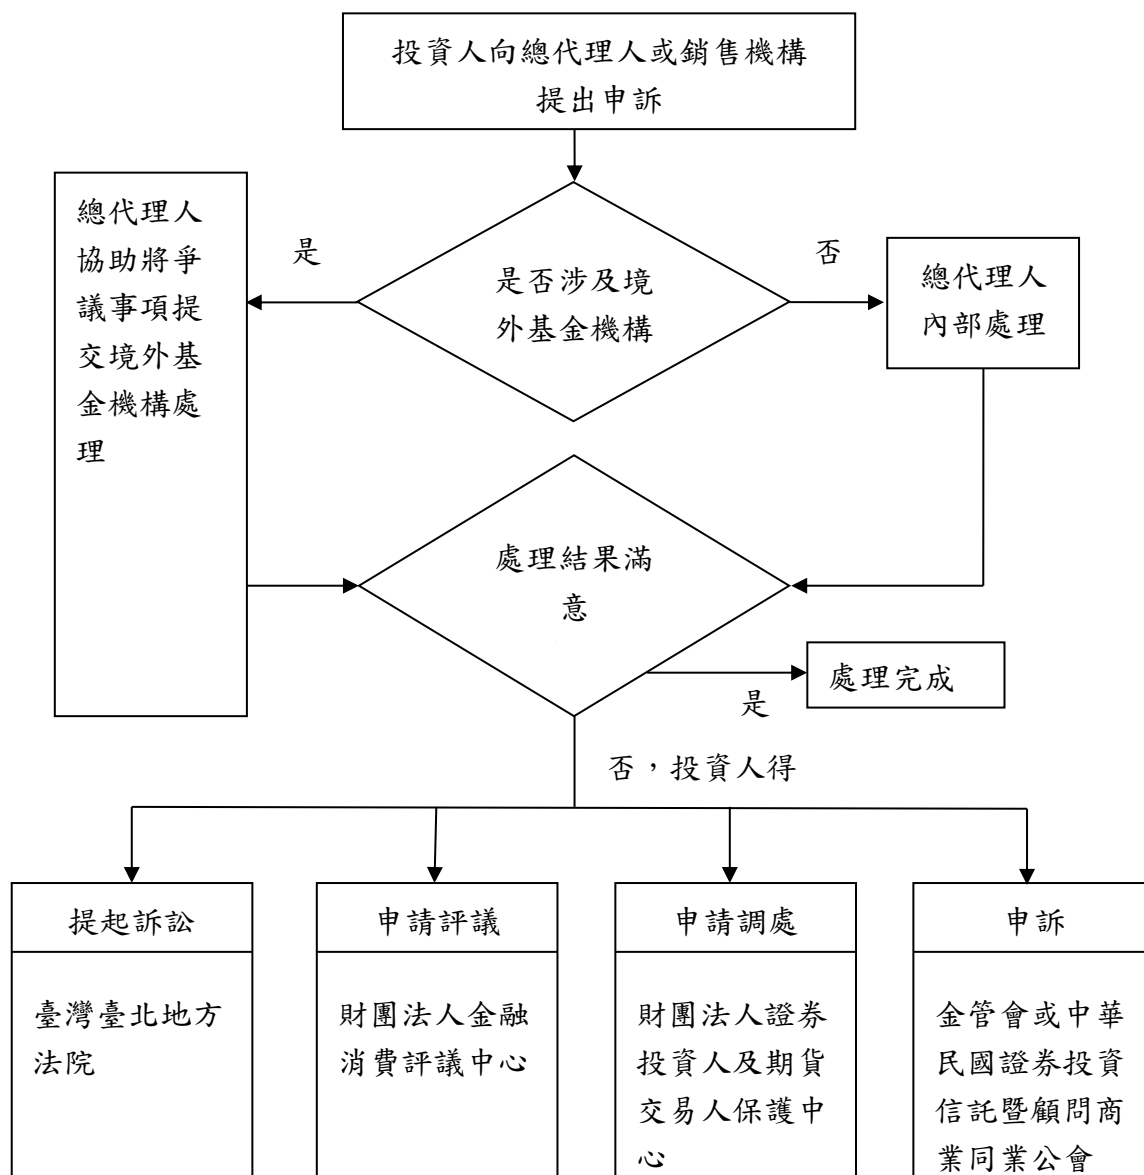 投資人向總代理人或銷售機構
提出申訴
總代理人
協助將爭
議事項提
交境外基
金機構處
理
是
是否涉及境
外基金機構
否
總代理人
內部處理
處理結果滿
意
是
處理完成
否，投資人得
提起訴訟
臺灣臺北地方
法院
申請評議
財團法人金融
消費評議中心
申請調處
財團法人證券
投資人及期貨
交易人保護中
心
申訴
金管會或中華
民國證券投資
信託暨顧問商
業同業公會